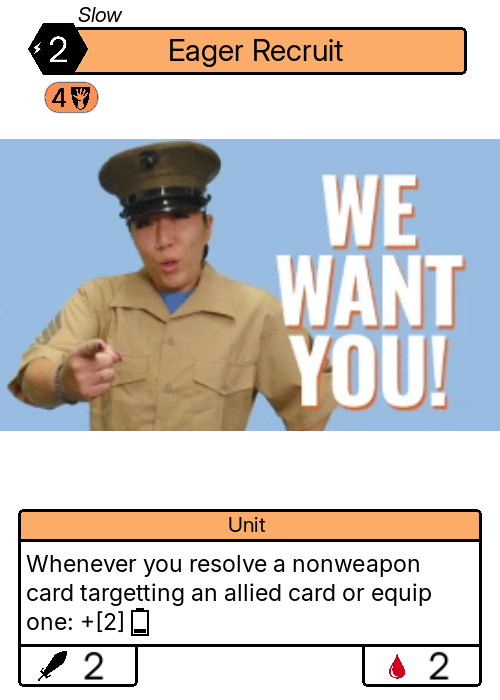 Slow
2
Eager Recruit
4
WE
WANT
YOU!
Unit
Whenever you resolve a nonweapon
card targetting an allied card or equip
one: +[2]
2
2